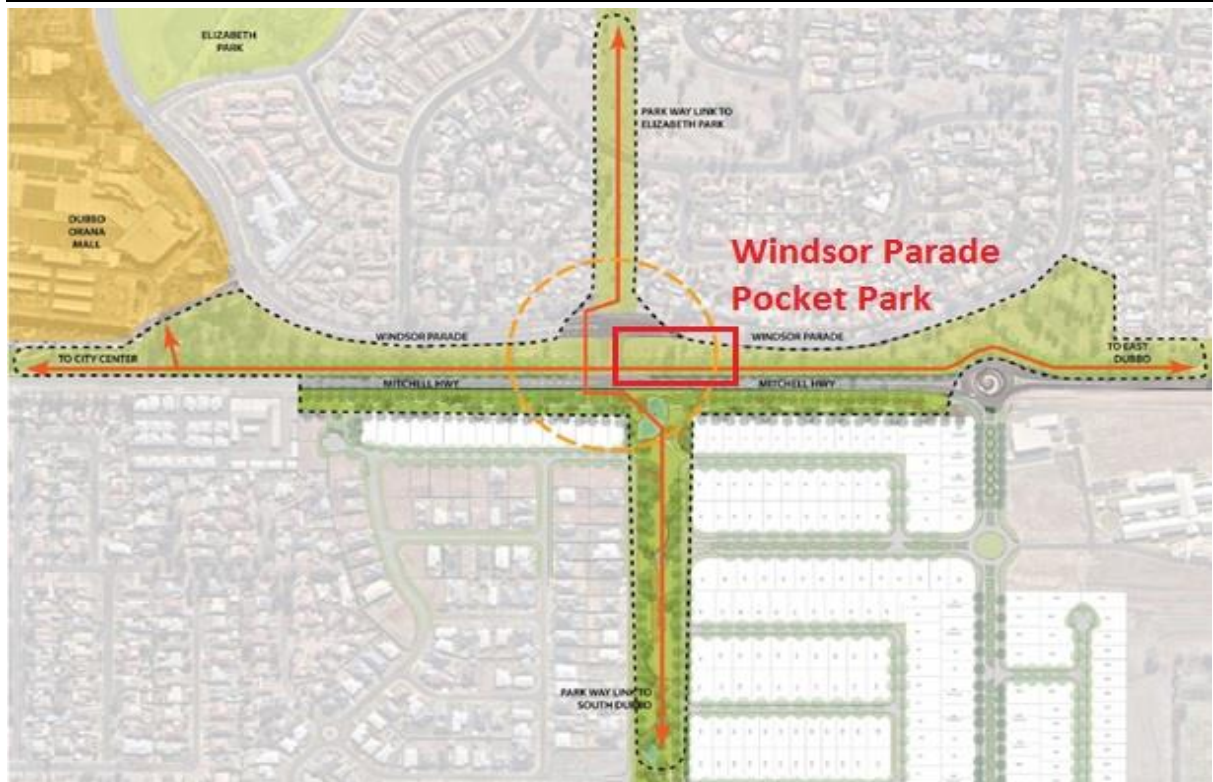 ELIZABETH
PARK
PARK WAY LINK TO
ELIZABETH PARK
DUBBO
ORANA
MALL
Windsor Parade
Pocket Park
WINDSOR PARADE
WINDSOR PARADE
TO CITY CENTER
TO EAST
DUBBO
MITCHELL HWY
MITCHELL HWY
PARK WAY LINK TO
SOUTH DUBBO